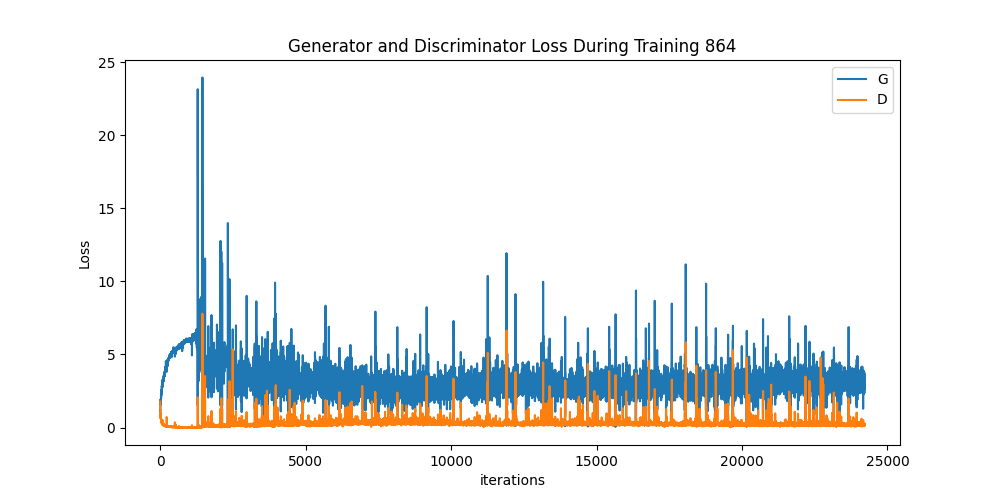 Generator and Discriminator Loss During Training 864
G
D
25
20
15
10
5
0
Loss
0 5000 10000 15000 20000 25000
iterations